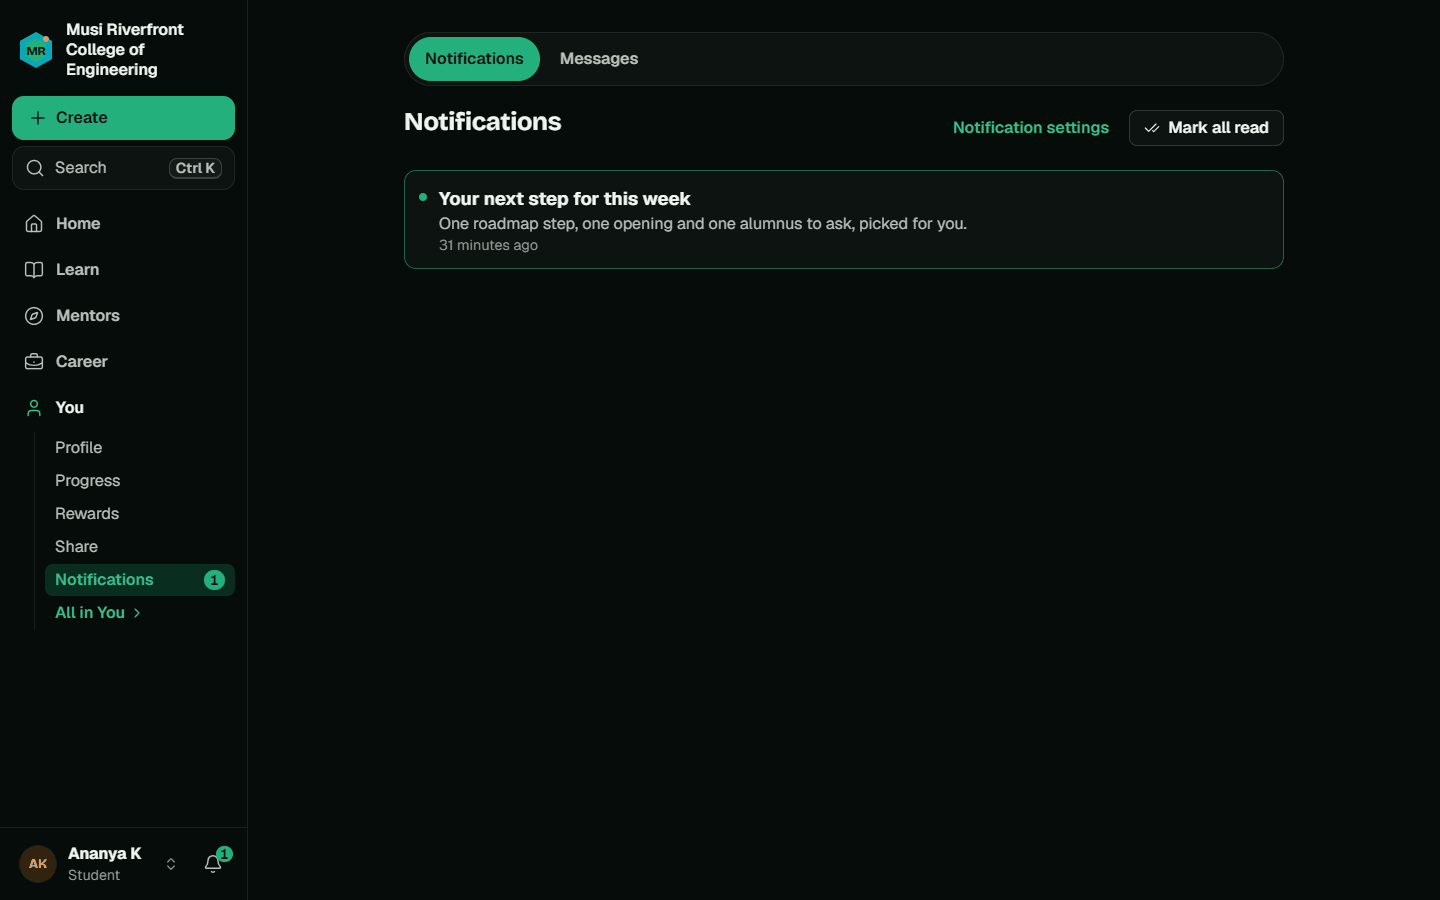 MR
Musi Riverfront
College of
Engineering
Create
Search Ctrl K
Home
Learn
Mentors
Career
You
Profile
Progress
Rewards
Share
Notifications 1
All in You
AK
Ananya K
Student
1
Notifications Messages
Notifications
Notification settings Mark all read
Your next step for this week
One roadmap step, one opening and one alumnus to ask, picked for you.
31 minutes ago